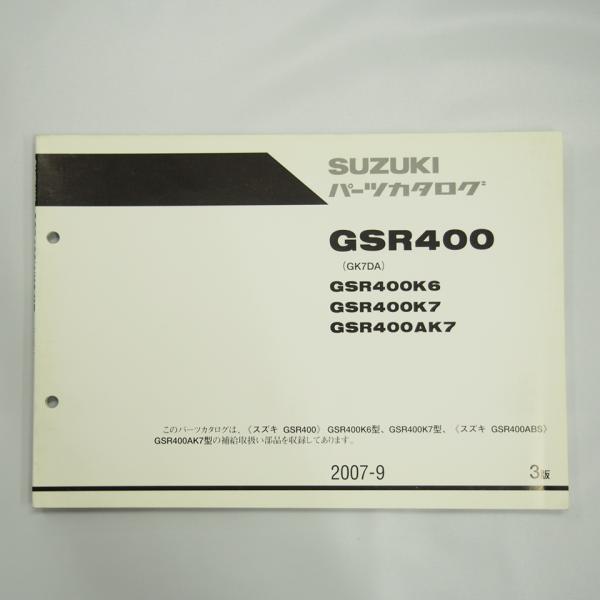 SUZUKI
パーツカタログ
GSR400
(GK7DA)
GSR400K6
GSR400K7
GSR400AK7
このパーツカタログは、〈スズキ GSR400〉 GSR400K6型、GSR400K7型、〈スズキ GSR400ABS〉
GSR400AK7型の補給取扱い部品を収録してあります。
2007-9
3版